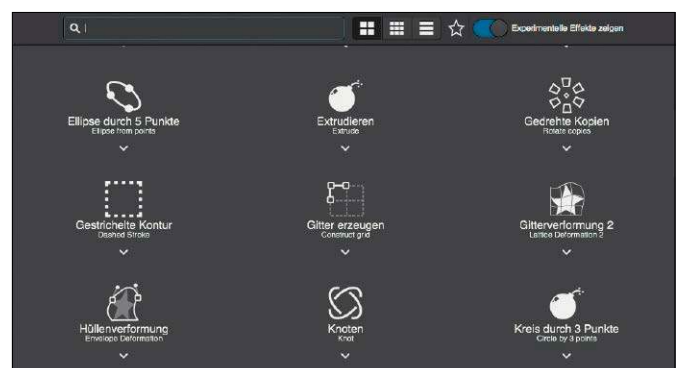 Experimentelle Effekte zeigen
Ellipse durch 5 Punkte
Ellipse from points
Extrudieren
Extrude
Gedrehte Kopien
Rotate copies
Gestrichelte Kontur
Dashed Stroke
Gitter erzeugen
Construct grid
Gitterverformung 2
Lattice Deformation 2
Hüllenverformung
Envelope Deformation
Knoten
Knot
Kreis durch 3 Punkte
Circle by 3 points